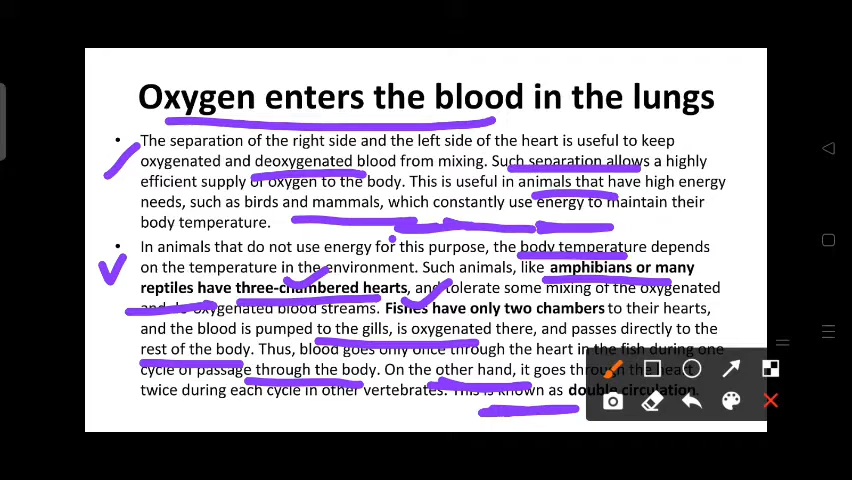 Oxygen enters the blood in the lungs
• The separation of the right side and the left side of the heart is useful to keep
oxygenated and deoxygenated blood from mixing. Such separation allows a highly
efficient supply of oxygen to the body. This is useful in animals that have high energy
needs, such as birds and mammals, which constantly use energy to maintain their
body temperature.
• In animals that do not use energy for this purpose, the body temperature depends
on the temperature in the environment. Such animals, like amphibians or many
reptiles have three-chambered hearts, and tolerate some mixing of the oxygenated
and de-oxygenated blood streams. Fishes have only two chambers to their hearts,
and the blood is pumped to the gills, is oxygenated there, and passes directly to the
rest of the body. Thus, blood goes only once through the heart in the fish during one
cycle of passage through the body. On the other hand, it goes through the heart
twice during each cycle in other vertebrates. This is known as double circulation.